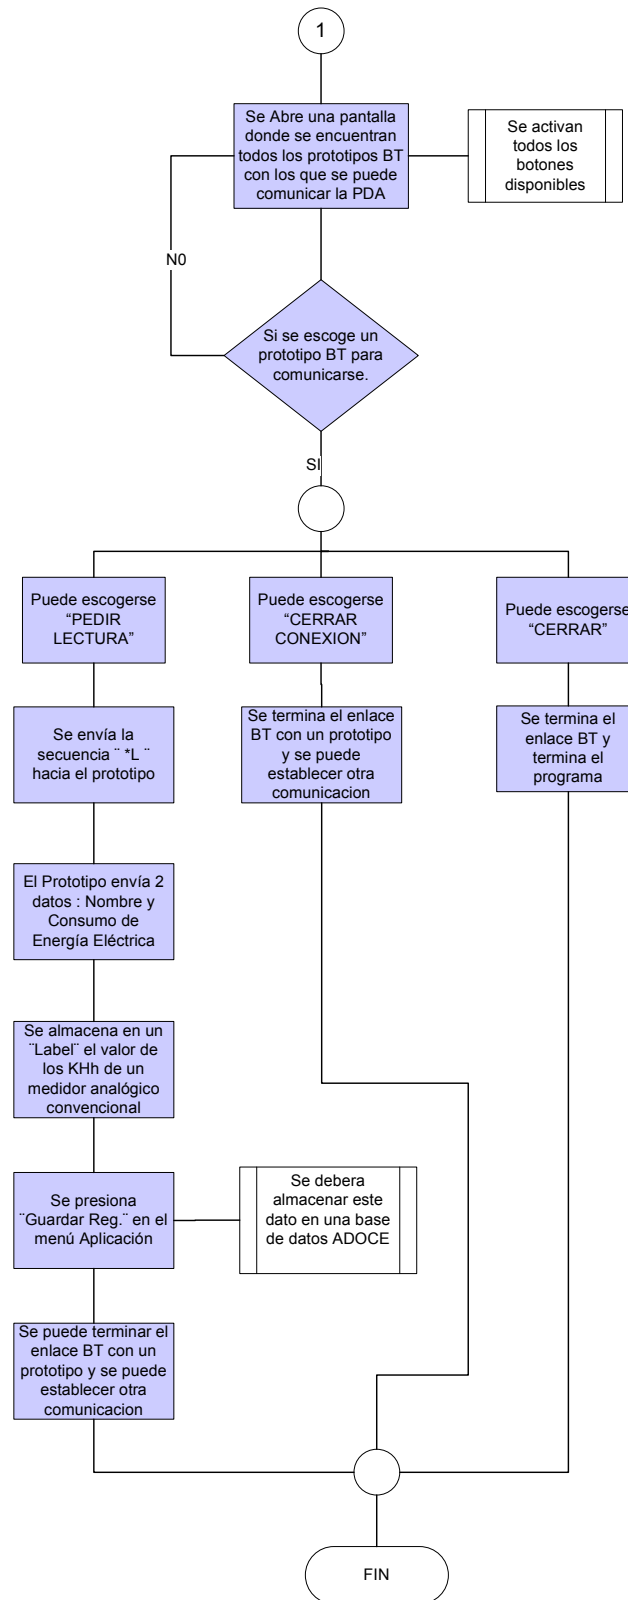 1
Se Abre una pantalla
donde se encuentran
todos los prototipos BT
con los que se puede
comunicar la PDA
Se activan
todos los
botones
disponibles
N0
Si se escoge un
prototipo BT para
comunicarse.
SI
Puede escogerse
“PEDIR
LECTURA”
Puede escogerse
“CERRAR
CONEXION”
Puede escogerse
“CERRAR”
Se envía la
secuencia ¨ *L ¨
hacia el prototipo
Se termina el enlace
BT con un prototipo
y se puede
establecer otra
comunicacion
Se termina el
enlace BT y
termina el
programa
El Prototipo envía 2
datos : Nombre y
Consumo de
Energía Eléctrica
Se almacena en un
¨Label¨ el valor de
los KHh de un
medidor analógico
convencional
Se presiona
¨Guardar Reg.¨ en el
menú Aplicación
Se debera
almacenar este
dato en una base
de datos ADOCE
Se puede terminar el
enlace BT con un
prototipo y se puede
establecer otra
comunicacion
FIN